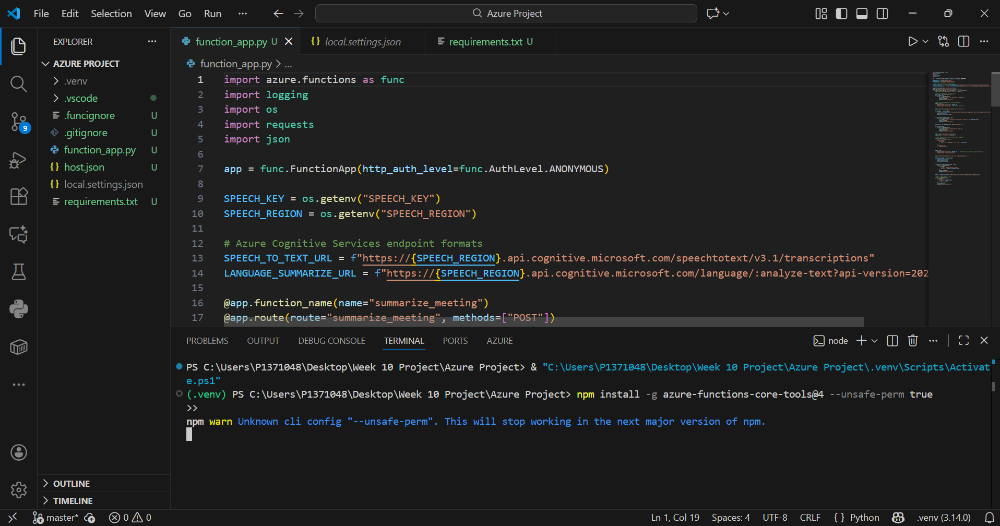 File Edit Selection View Go Run ··· Azure Project
EXPLORER ···
AZURE PROJECT
.venv
.vscode
.funcignore U
.gitignore U
function_app.py U
host.json U
local.settings.json
requirements.txt U
OUTLINE
TIMELINE
9
function_app.py U
local.settings.json
requirements.txt U
function_app.py > ...
1 import azure.functions as func
2 import logging
3 import os
4 import requests
5 import json
6
7 app = func.FunctionApp(http_auth_level=func.AuthLevel.ANONYMOUS)
8
9 SPEECH_KEY = os.getenv("SPEECH_KEY")
10 SPEECH_REGION = os.getenv("SPEECH_REGION")
11
12 # Azure Cognitive Services endpoint formats
13 SPEECH_TO_TEXT_URL = f"https://{SPEECH_REGION}.api.cognitive.microsoft.com/speechtotext/v3.1/transcriptions"
14 LANGUAGE_SUMMARIZE_URL = f"https://{SPEECH_REGION}.api.cognitive.microsoft.com/language/:analyze-text?api-version=202
15
16 @app.function_name(name="summarize_meeting")
17 @app.route(route="summarize_meeting", methods=["POST"])
PROBLEMS OUTPUT DEBUG CONSOLE TERMINAL PORTS AZURE node
PS C:\Users\P1371048\Desktop\Week 10 Project\Azure Project> & "C:\Users\P1371048\Desktop\Week 10 Project\Azure Project\.venv\Scripts\Activat
e.ps1"
(.venv) PS C:\Users\P1371048\Desktop\Week 10 Project\Azure Project> npm install -g azure-functions-core-tools@4 --unsafe-perm true
>>
npm warn Unknown cli config "--unsafe-perm". This will stop working in the next major version of npm.
master* 0 0 Ln 1, Col 19 Spaces: 4 UTF-8 CRLF {} Python .venv (3.14.0)